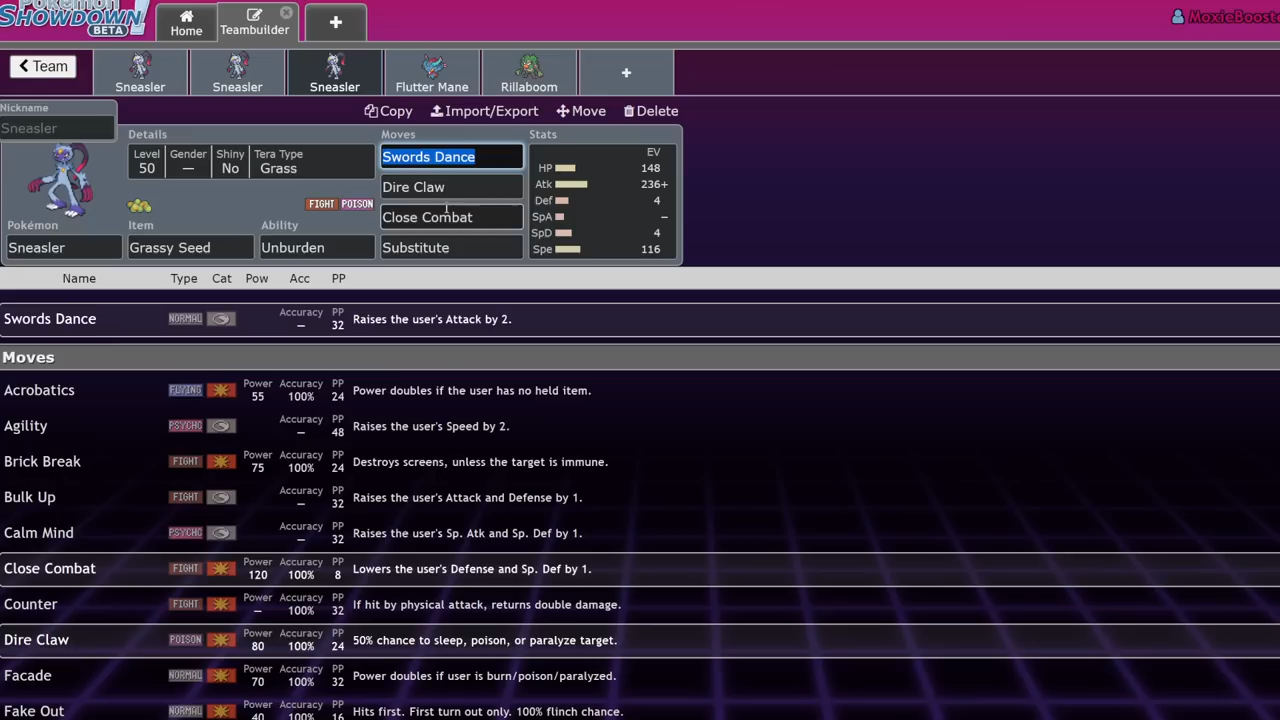 Pokémon
SHOWDOWN!
BETA
Home
Teambuilder
+
MoxieBooste
Team
Sneasler
Sneasler
Sneasler
Flutter Mane
Rillaboom
+
Nickname
Sneasler
Copy
Import/Export
Move
Delete
Details
Level
50
Gender
—
Shiny
No
Tera Type
Grass
FIGHT POISON
Pokémon
Sneasler
Item
Grassy Seed
Ability
Unburden
Moves
Swords Dance
Dire Claw
Close Combat
Substitute
Stats
EV
HP 148
Atk 236+
Def 4
SpA –
SpD 4
Spe 116
Name Type Cat Pow Acc PP
Swords Dance NORMAL Accuracy — PP 32 Raises the user's Attack by 2.
Moves
Acrobatics FLYING Power 55 Accuracy 100% PP 24 Power doubles if the user has no held item.
Agility PSYCHC Accuracy — PP 48 Raises the user's Speed by 2.
Brick Break FIGHT Power 75 Accuracy 100% PP 24 Destroys screens, unless the target is immune.
Bulk Up FIGHT Accuracy — PP 32 Raises the user's Attack and Defense by 1.
Calm Mind PSYCHC Accuracy — PP 32 Raises the user's Sp. Atk and Sp. Def by 1.
Close Combat FIGHT Power 120 Accuracy 100% PP 8 Lowers the user's Defense and Sp. Def by 1.
Counter FIGHT Power — Accuracy 100% PP 32 If hit by physical attack, returns double damage.
Dire Claw POISON Power 80 Accuracy 100% PP 24 50% chance to sleep, poison, or paralyze target.
Facade NORMAL Power 70 Accuracy 100% PP 32 Power doubles if user is burn/poison/paralyzed.
Fake Out NORMAL Power 40 Accuracy 100% PP 16 Hits first. First turn out only. 100% flinch chance.